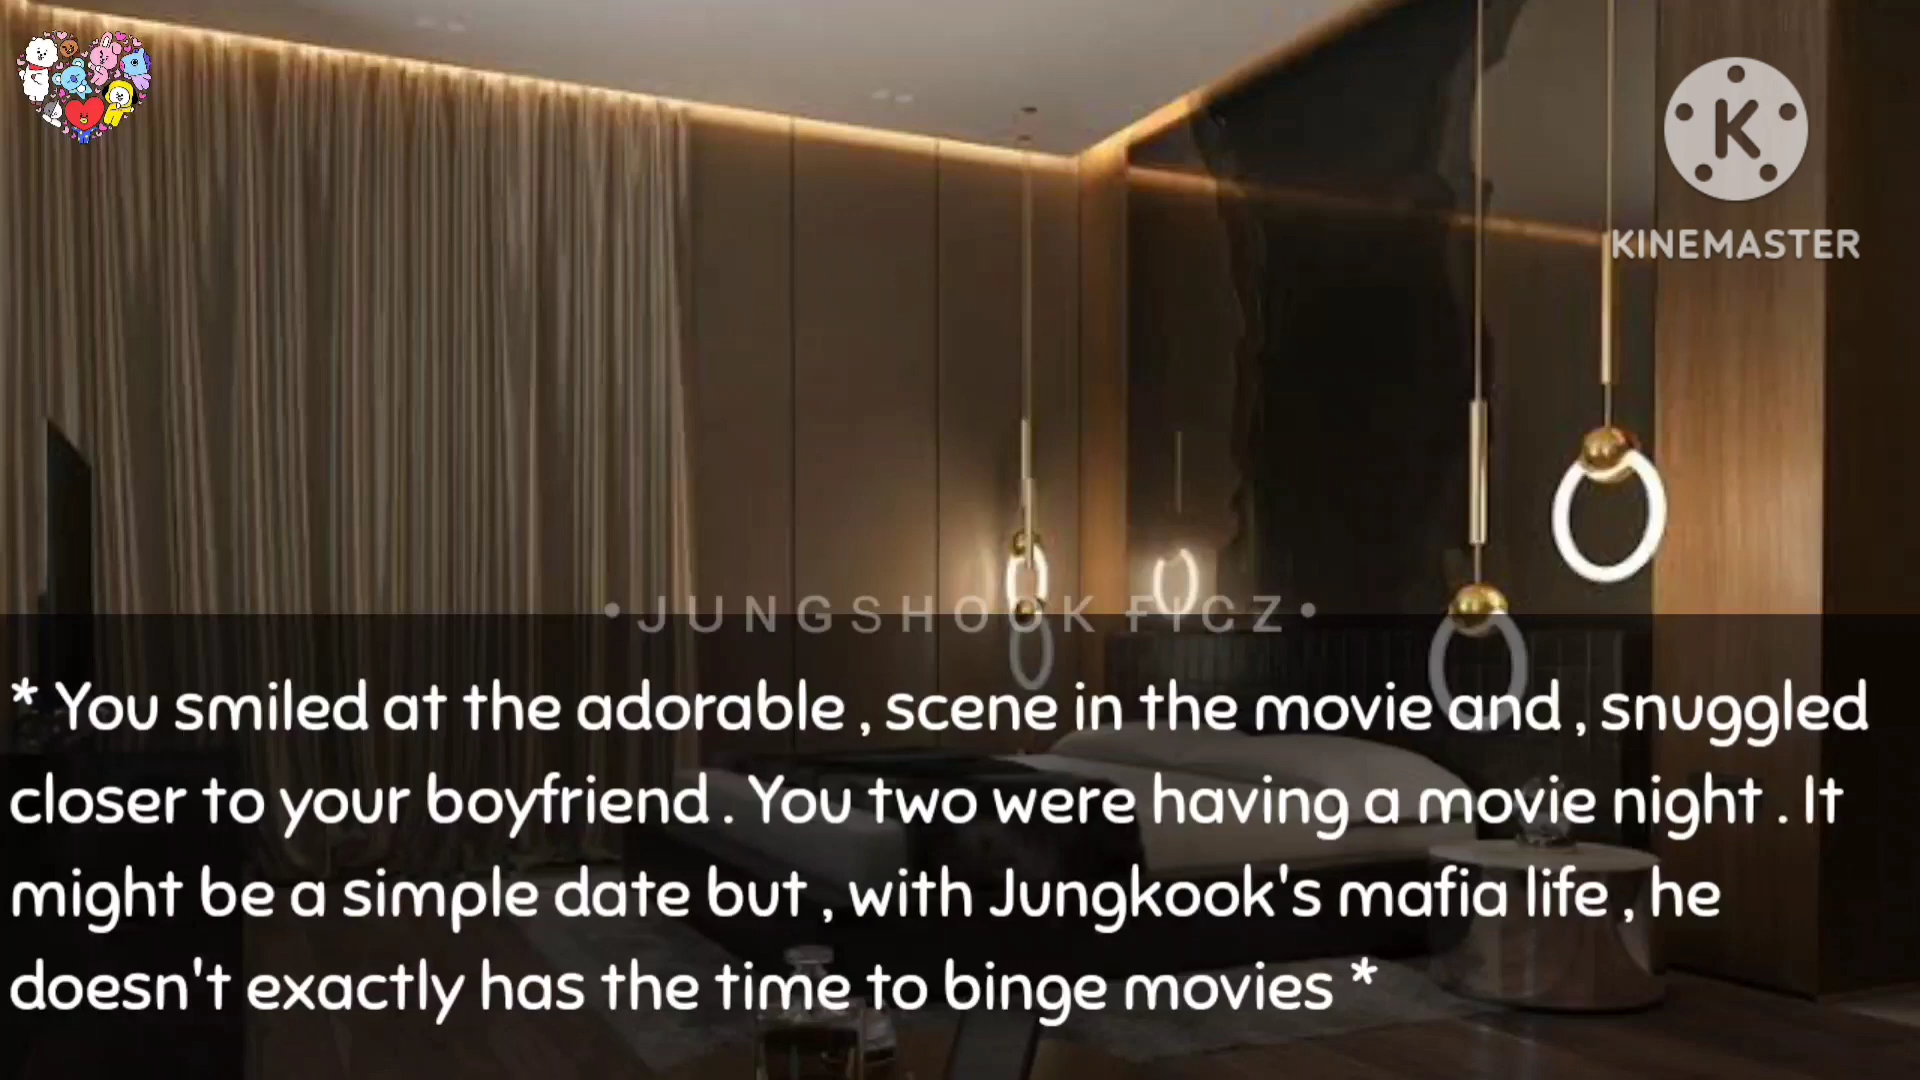 K
KINEMASTER
•JUNGSHOOK FICZ•
* You smiled at the adorable , scene in the movie and , snuggled
closer to your boyfriend . You two were having a movie night . It
might be a simple date but , with Jungkook's mafia life , he
doesn't exactly has the time to binge movies *